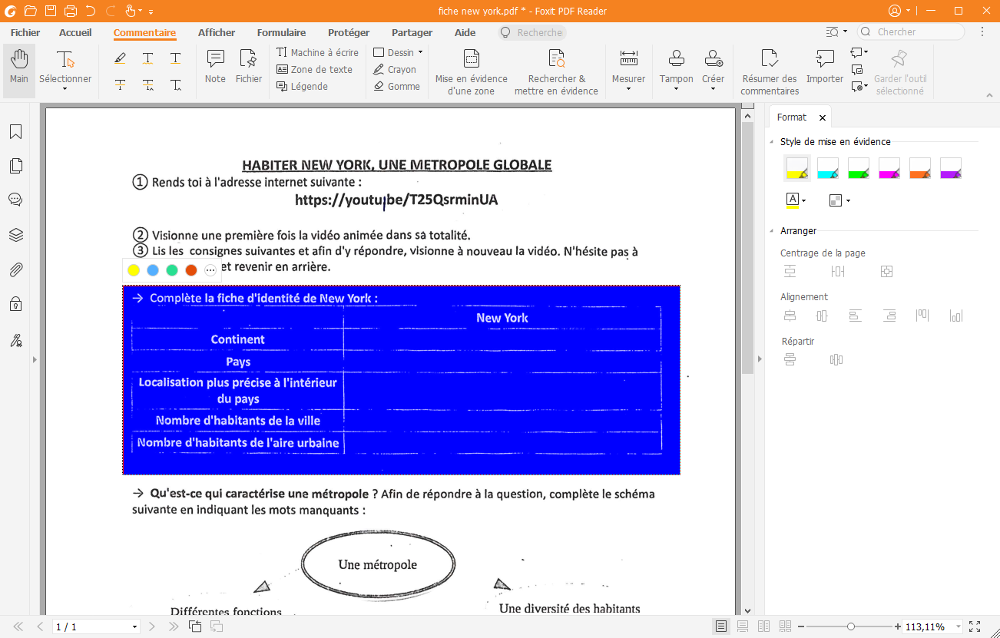 fiche new york.pdf * - Foxit PDF Reader
Fichier Accueil Commentaire Afficher Formulaire Protéger Partager Aide Recherche Chercher
Main
Sélectionner
Note
Fichier
Machine à écrire
Zone de texte
Légende
Dessin
Crayon
Gomme
Mise en évidence
d'une zone
Rechercher &
mettre en évidence
Mesurer
Tampon
Créer
Résumer des
commentaires
Importer
Garder l'outil
sélectionné
HABITER NEW YORK, UNE METROPOLE GLOBALE
1 Rends toi à l'adresse internet suivante :
https://youtu.be/T25QsrminUA
2 Visionne une première fois la vidéo animée dans sa totalité.
3 Lis les consignes suivantes et afin d'y répondre, visionne à nouveau la vidéo. N'hésite pas à
et revenir en arrière.
→ Complète la fiche d'identité de New York :
New York
Continent
Pays
Localisation plus précise à l'intérieur
du pays
Nombre d'habitants de la ville
Nombre d'habitants de l'aire urbaine
→ Qu'est-ce qui caractérise une métropole ? Afin de répondre à la question, complète le schéma
suivante en indiquant les mots manquants :
Une métropole
Différentes fonctions
Une diversité des habitants
Format
Style de mise en évidence
A
Arranger
Centrage de la page
Alignement
Répartir
1 / 1
113,11%